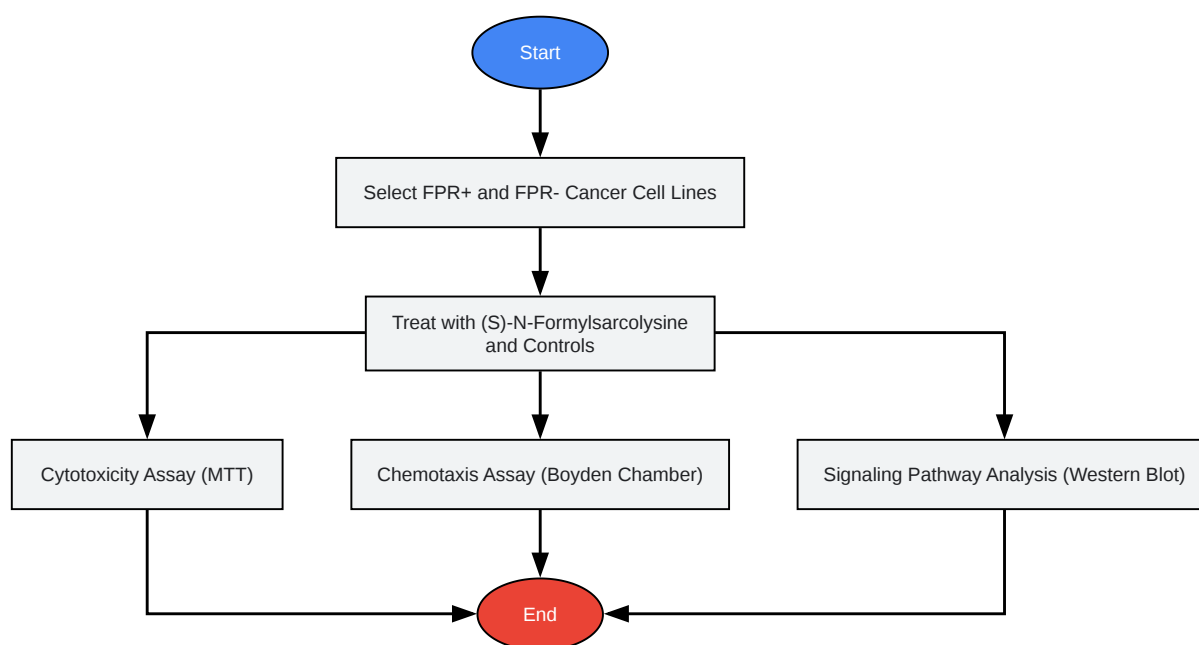 Start
Select FPR+ and FPR- Cancer Cell Lines
Treat with (S)-N-Formylsarcolysine
and Controls
Cytotoxicity Assay (MTT)
Chemotaxis Assay (Boyden Chamber)
Signaling Pathway Analysis (Western Blot)
End